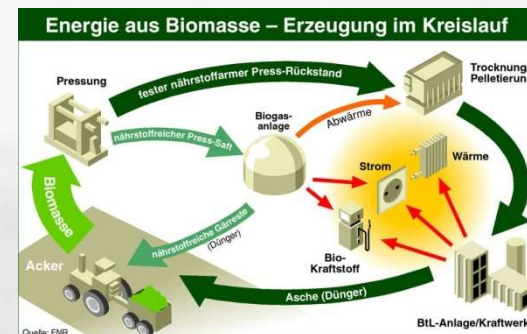 Energie aus Biomasse – Erzeugung im Kreislauf
Pressung
fester nährstoffarmer Press-Rückstand
Trocknung
Pelletierung
nährstoffreicher Press-Saft
Biogas-
anlage
Abwärme
Strom
Wärme
Biomasse
nährstoffreiche Gärreste
(Dünger)
Bio-
Kraftstoff
Acker
Asche (Dünger)
BtL-Anlage/Kraftwerk
Quelle: FNR